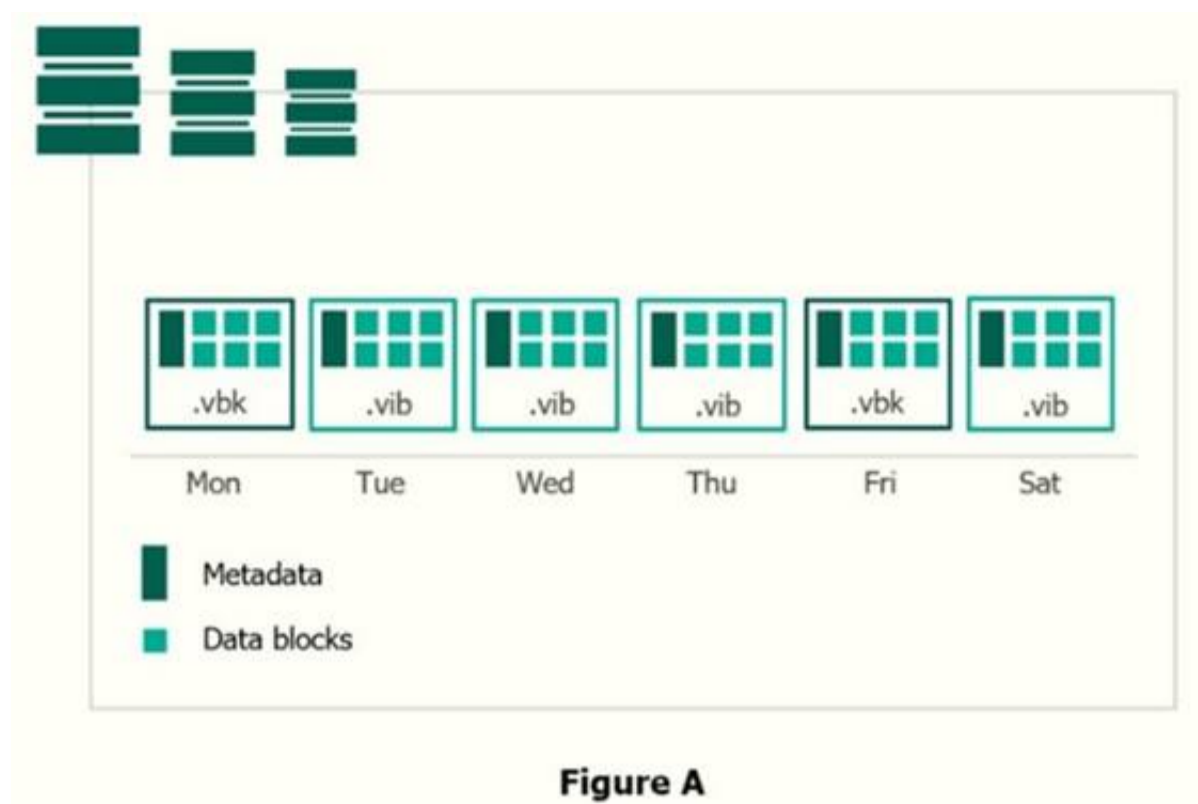 .vbk .vib .vib .vib .vbk .vib
Mon Tue Wed Thu Fri Sat
Metadata
Data blocks
Figure A